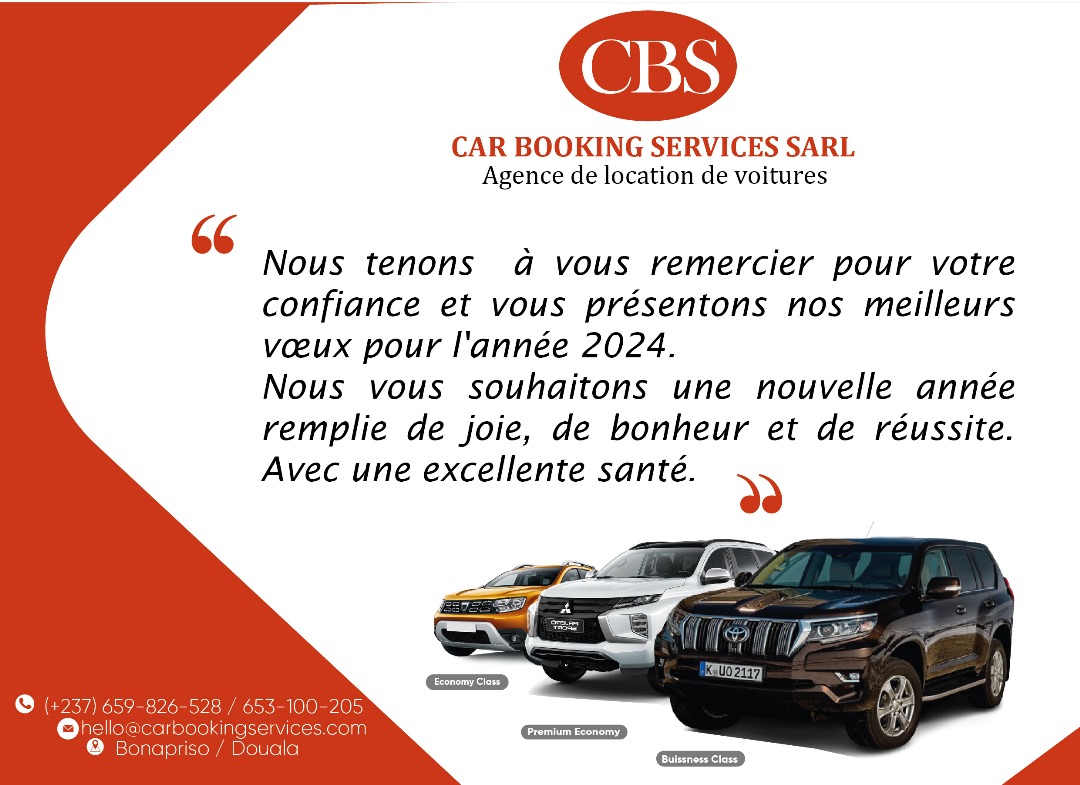 CBS
CAR BOOKING SERVICES SARL
Agence de location de voitures
“
Nous tenons à vous remercier pour votre
confiance et vous présentons nos meilleurs
vœux pour l'année 2024.
Nous vous souhaitons une nouvelle année
remplie de joie, de bonheur et de réussite.
Avec une excellente santé.
”
K UO 2117
Economy Class
Premium Economy
Buissness Class
(+237) 659-826-528 / 653-100-205
hello@carbookingservices.com
Bonapriso / Douala